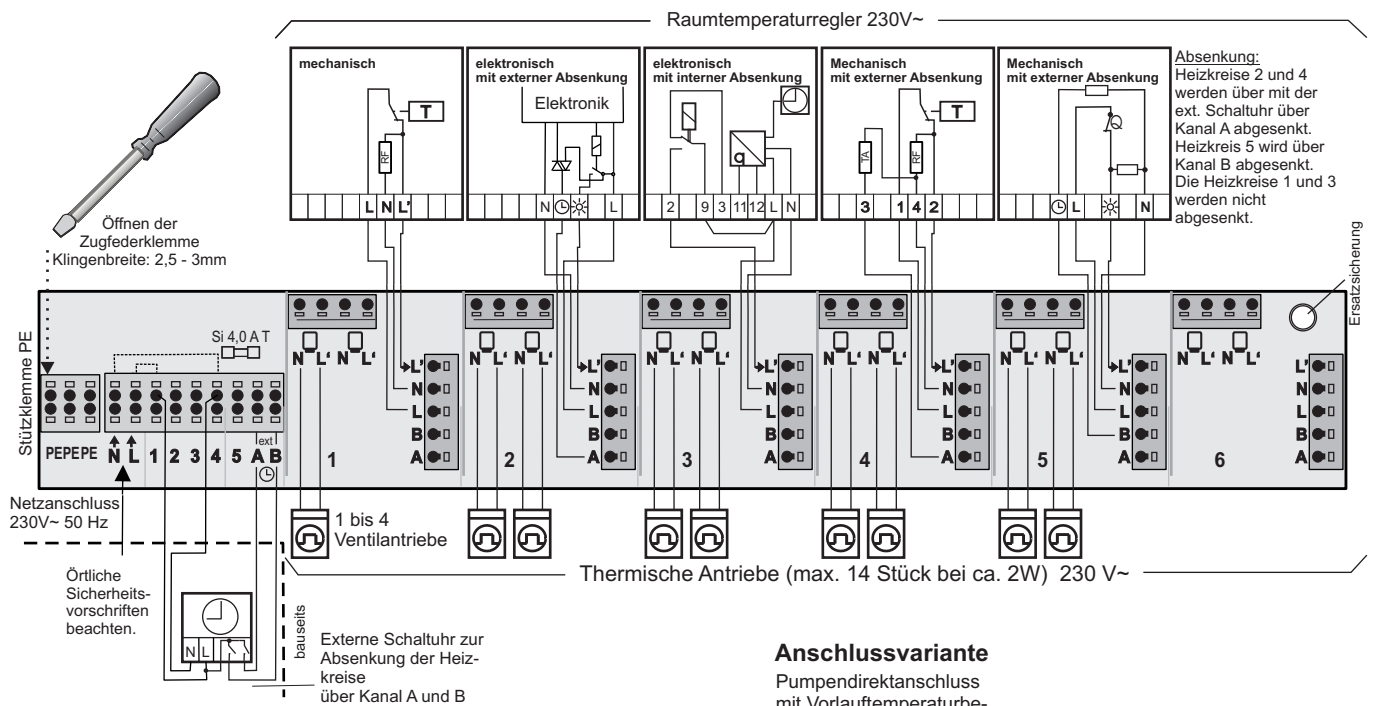 Raumtemperaturregler 230V~
mechanisch
T
RF
L N L'
elektronisch
mit externer Absenkung
Elektronik
N L
elektronisch
mit interner Absenkung
q
2 9 3 11 12 L N
Mechanisch
mit externer Absenkung
T
TA
RF
3 1 4 2
Mechanisch
mit externer Absenkung
L N
Absenkung:
Heizkreise 2 und 4
werden über mit der
ext. Schaltuhr über
Kanal A abgesenkt.
Heizkreis 5 wird über
Kanal B abgesenkt.
Die Heizkreise 1 und 3
werden nicht
abgesenkt.
Öffnen der
Zugfederklemme
Klingenbreite: 2,5 - 3mm
Ersatzsicherung
Stützklemme PE
Si 4,0 A T
PE PE PE N L 1 2 3 4 5 A B
ext
N L‘ N L‘
L'
N
L
B
A
1
N L‘ N L‘
L'
N
L
B
A
2
N L‘ N L‘
L'
N
L
B
A
3
N L‘ N L‘
L'
N
L
B
A
4
N L‘ N L‘
L'
N
L
B
A
5
N L‘ N L‘
L'
N
L
B
A
6
Netzanschluss
230V~ 50 Hz
1 bis 4
Ventilantriebe
Thermische Antriebe (max. 14 Stück bei ca. 2W) 230 V~
Örtliche
Sicherheits-
vorschriften
beachten.
bauseits
N L
Externe Schaltuhr zur
Absenkung der Heiz-
kreise
über Kanal A und B
Anschlussvariante
Pumpendirektanschluss
mit Vorlauftemperaturbe-